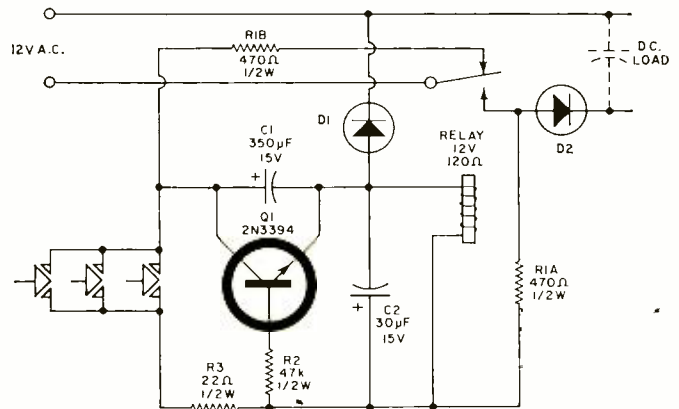 12V A.C.
R1B
470Ω
1/2W
D.C.
LOAD
D1
D2
C1
350µF
15V
+
RELAY
12V
120Ω
Q1
2N3394
R1A
470Ω
1/2W
C2
30µF
15V
+
R2
47k
1/2W
R3
22Ω
1/2W